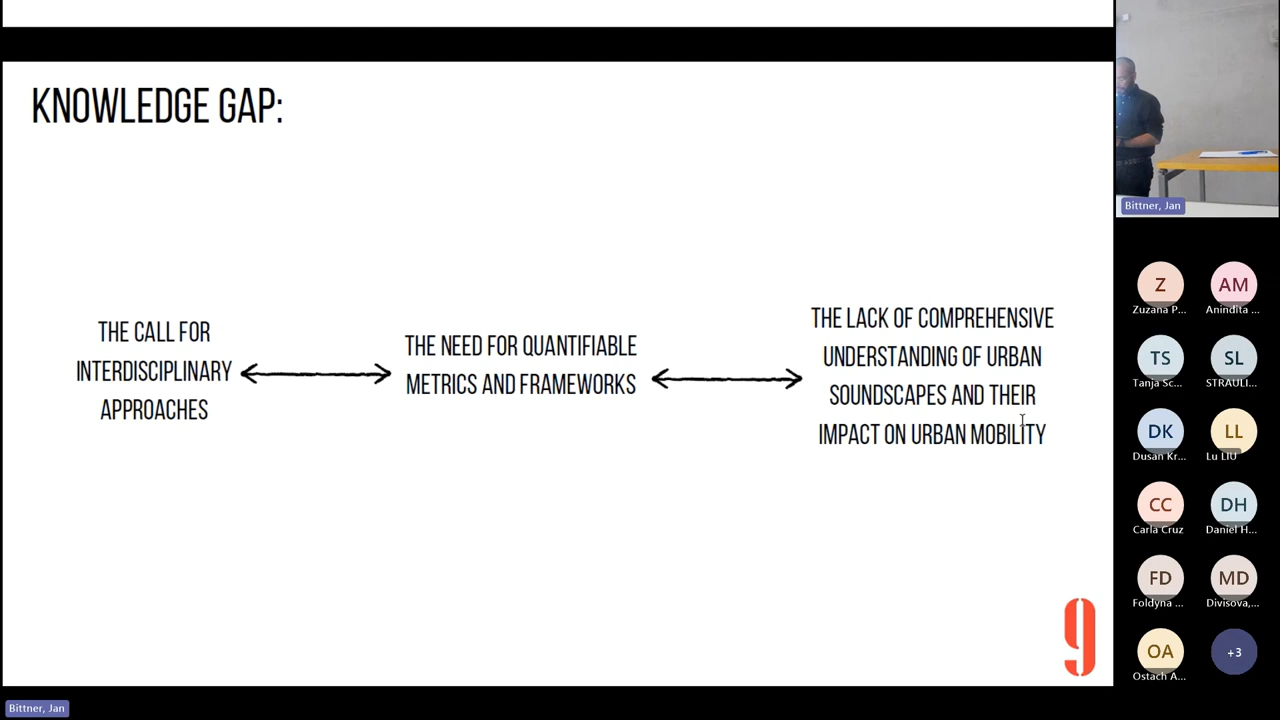 KNOWLEDGE GAP:
THE CALL FOR
INTERDISCIPLINARY
APPROACHES
THE NEED FOR QUANTIFIABLE
METRICS AND FRAMEWORKS
THE LACK OF COMPREHENSIVE
UNDERSTANDING OF URBAN
SOUNDSCAPES AND THEIR
IMPACT ON URBAN MOBILITY
9
Bittner, Jan
Bittner, Jan
Z
Zuzana P...
AM
Anindita ...
TS
Tanja Sc...
SL
STRAULI...
DK
Dusan Kr...
LL
Lu LIU
CC
Carla Cruz
DH
Daniel H...
FD
Foldyna ...
MD
Divisova,...
OA
Ostach A...
+3